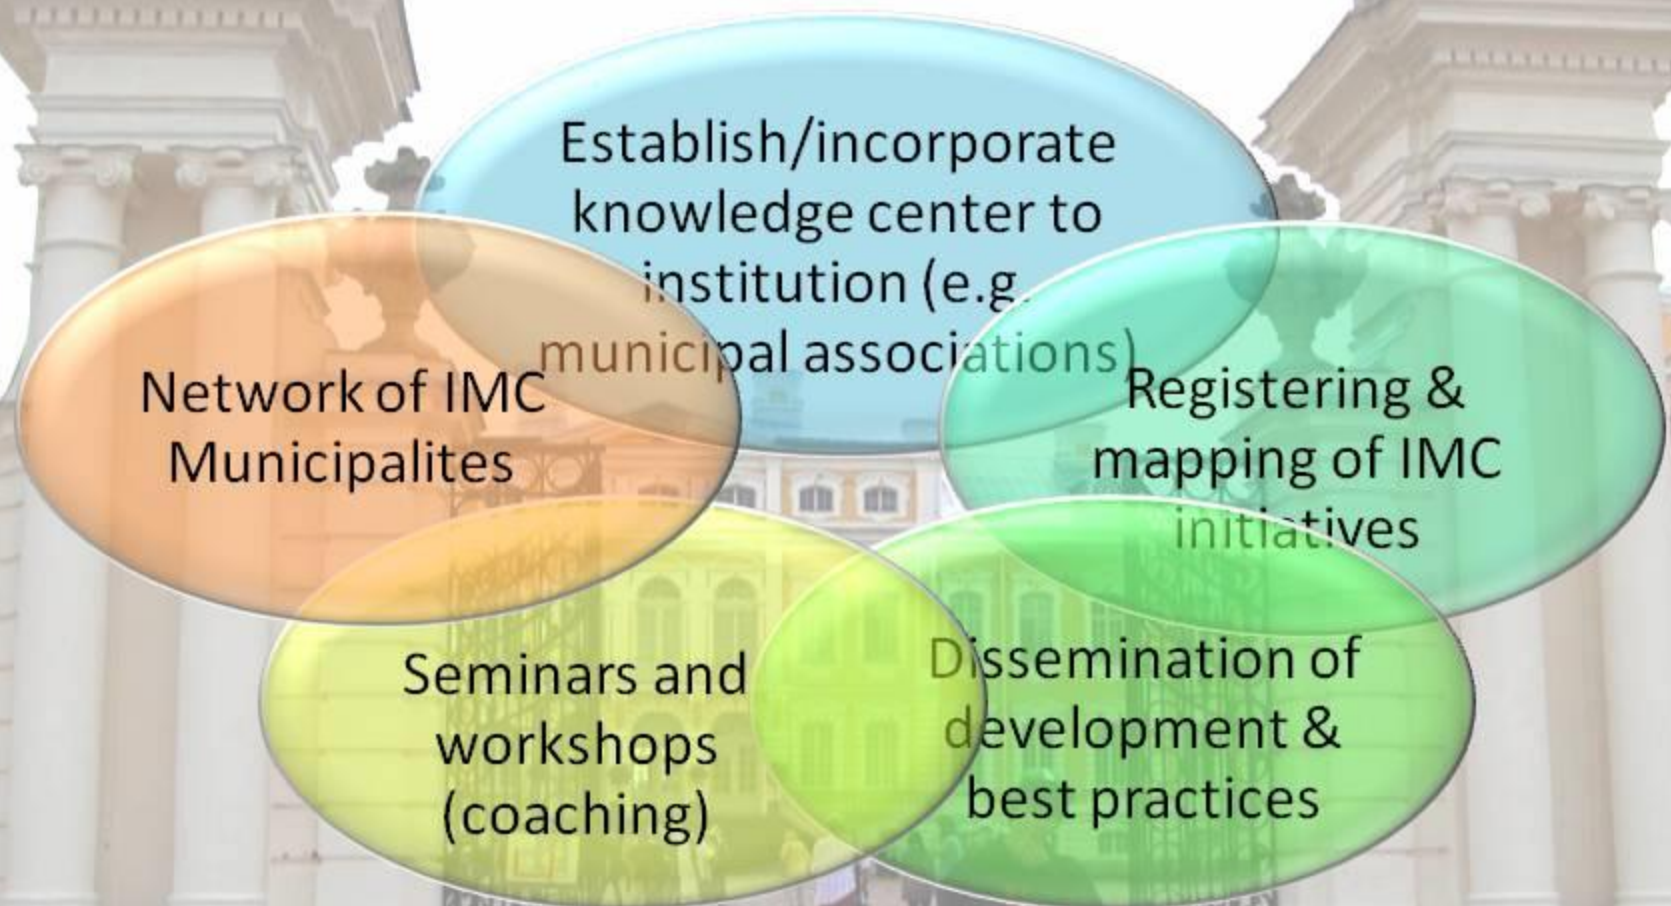 Establish/incorporate
knowledge center to
institution (e.g.
municipal associations)
Network of IMC
Municipalites
Registering &
mapping of IMC
initiatives
Seminars and
workshops
(coaching)
Dissemination of
development &
best practices